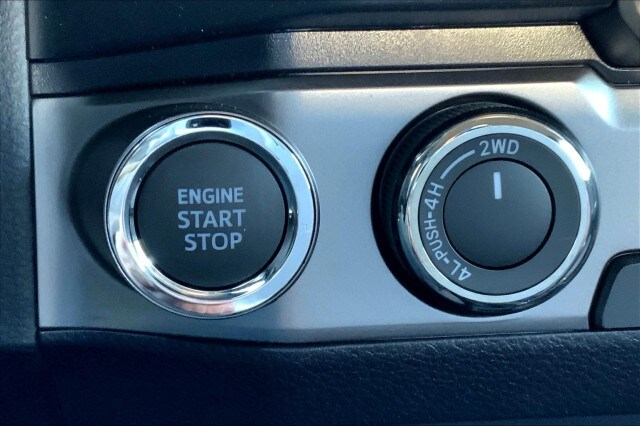 ENGINE
START
STOP
2WD
4L-PUSH-4H